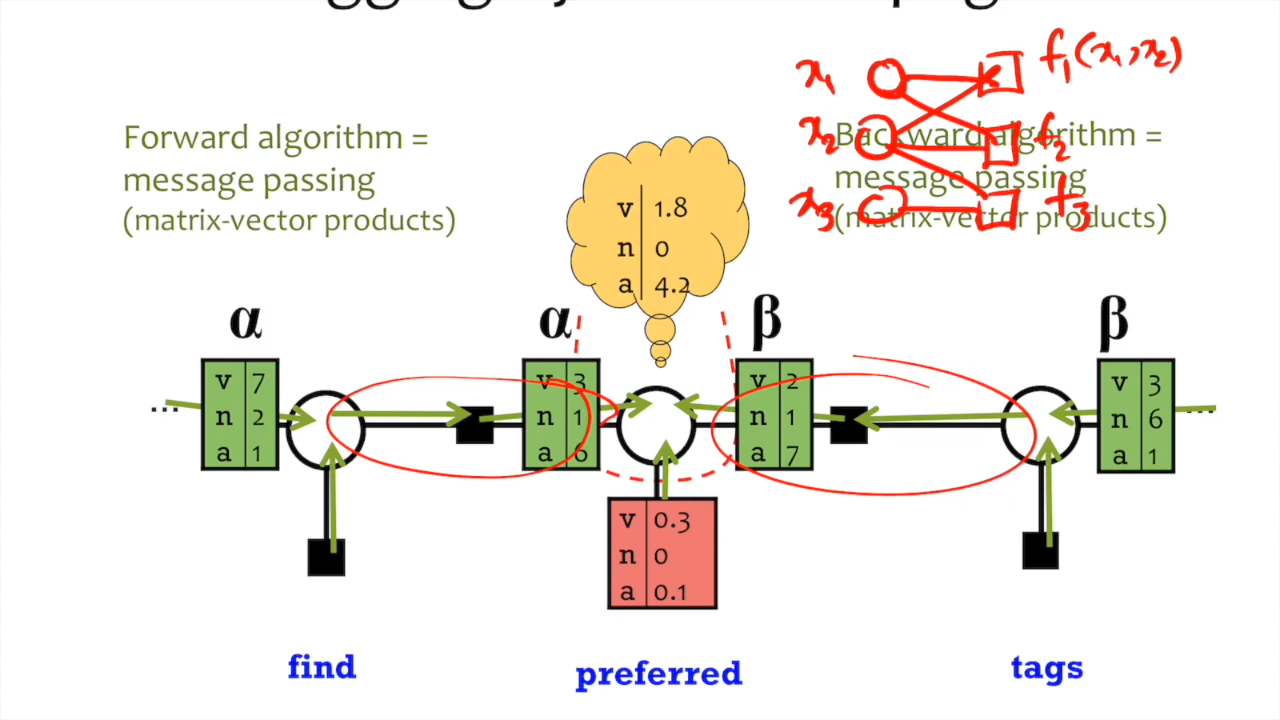 Forward algorithm =
message passing
(matrix-vector products)
x₁
f₁(x₁, x₂)
x₂
f₂
x₃
f₃
Backward algorithm =
message passing
(matrix-vector products)
v 1.8
n 0
a 4.2
α
α
β
β
v 7
n 2
a 1
v 3
n 1
a 6
v 2
n 1
a 7
v 3
n 6
a 1
...
...
v 0.3
n 0
a 0.1
find
preferred
tags